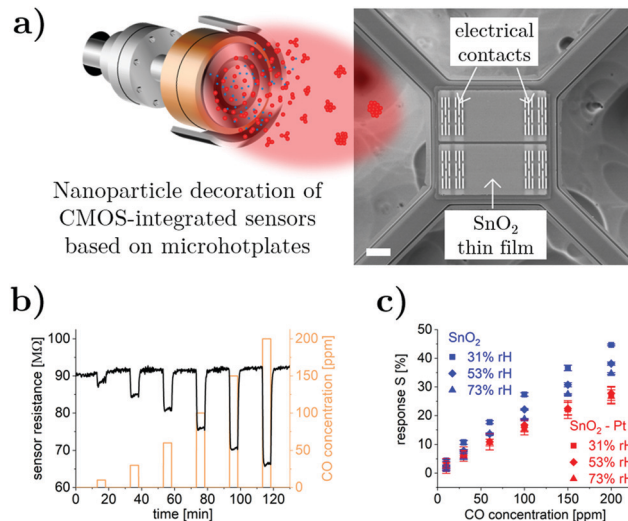 a)
electrical
contacts
Nanoparticle decoration of
CMOS-integrated sensors
based on microhotplates
SnO₂
thin film
b)
sensor resistance [MΩ]
100
90
80
70
60
0 20 40 60 80 100 120
time [min]
200
150
100
50
0
CO concentration [ppm]
c)
response S [%]
50
40
30
20
10
0
SnO₂
31% rH
53% rH
73% rH
SnO₂ - Pt
31% rH
53% rH
73% rH
0 50 100 150 200
CO concentration [ppm]